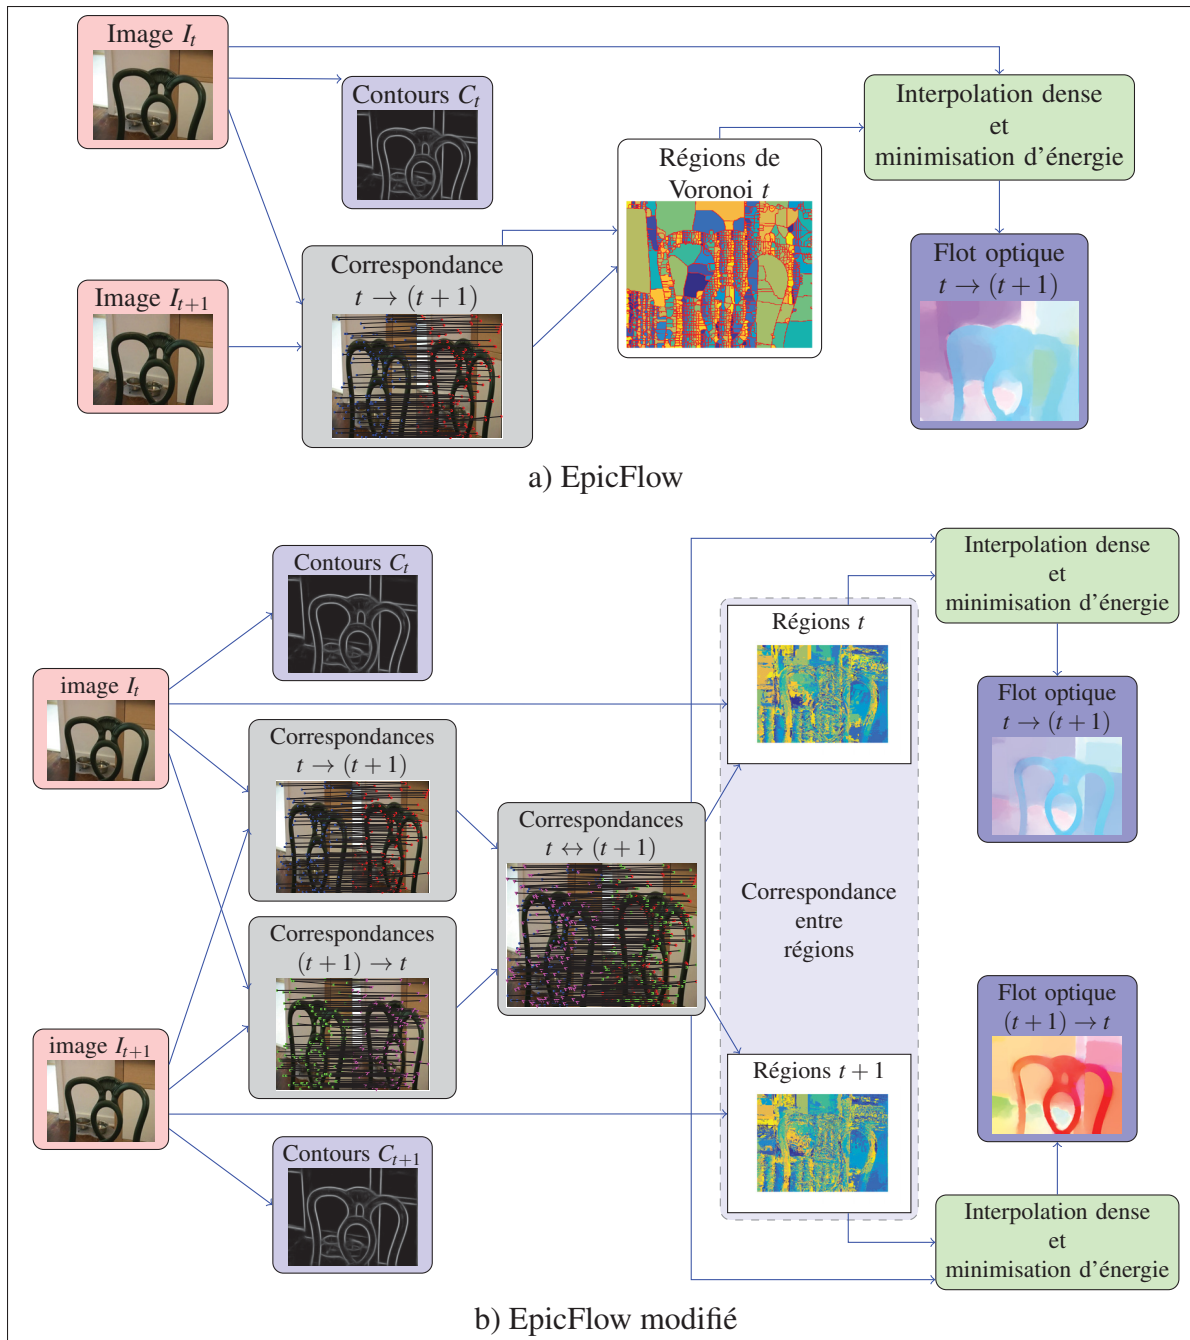 Image I_t
Contours C_t
Interpolation dense
et
minimisation d'énergie
Régions de
Voronoi t
Correspondance
t → (t + 1)
Image I_{t+1}
Flot optique
t → (t + 1)
a) EpicFlow
Contours C_t
Interpolation dense
et
minimisation d'énergie
Régions t
image I_t
Correspondances
t → (t + 1)
Flot optique
t → (t + 1)
Correspondances
t ↔ (t + 1)
Correspondance
entre
régions
Correspondances
(t + 1) → t
Flot optique
(t + 1) → t
image I_{t+1}
Régions t + 1
Contours C_{t+1}
Interpolation dense
et
minimisation d'énergie
b) EpicFlow modifié